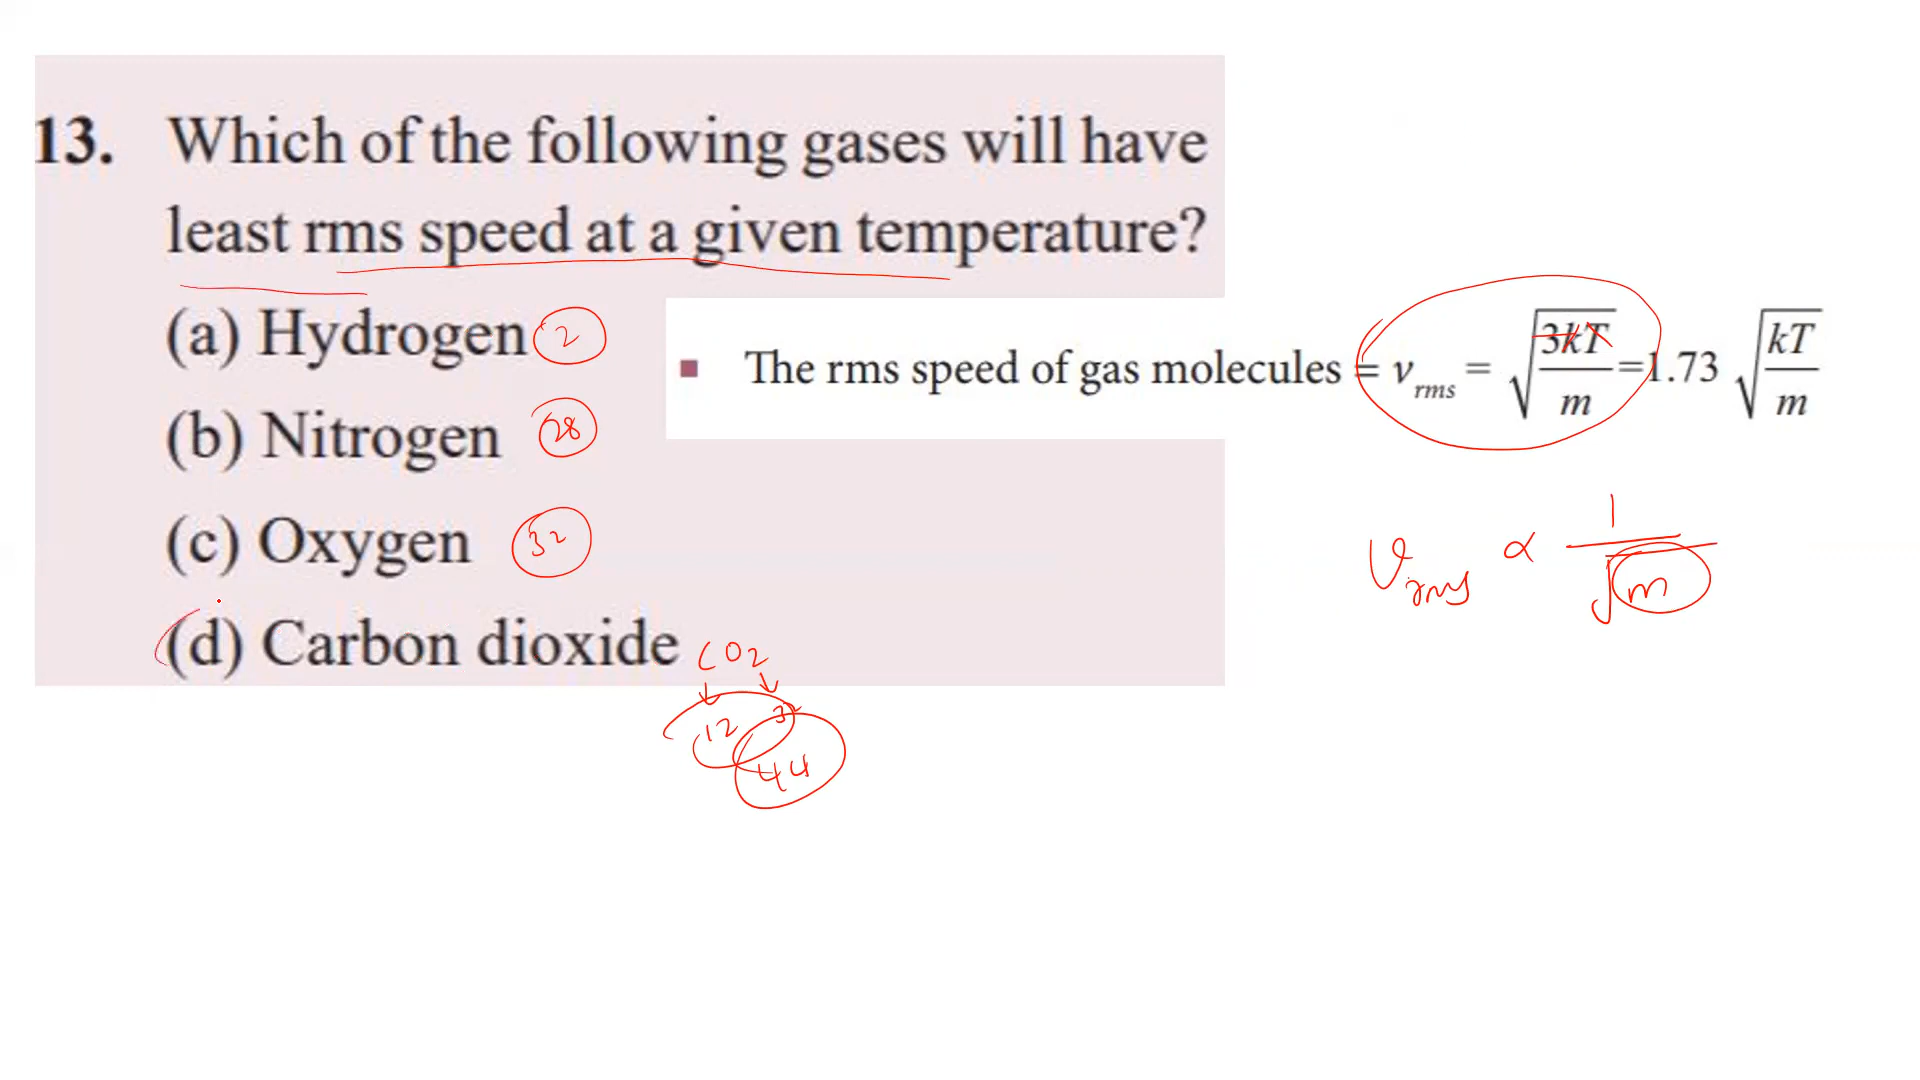 13. Which of the following gases will have
least rms speed at a given temperature?
(a) Hydrogen 2
The rms speed of gas molecules = v_rms = √(3kT/m) = 1.73 √(kT/m)
(b) Nitrogen 28
(c) Oxygen 32
V_rms ∝ 1/√m
(d) Carbon dioxide CO2
12 32
44